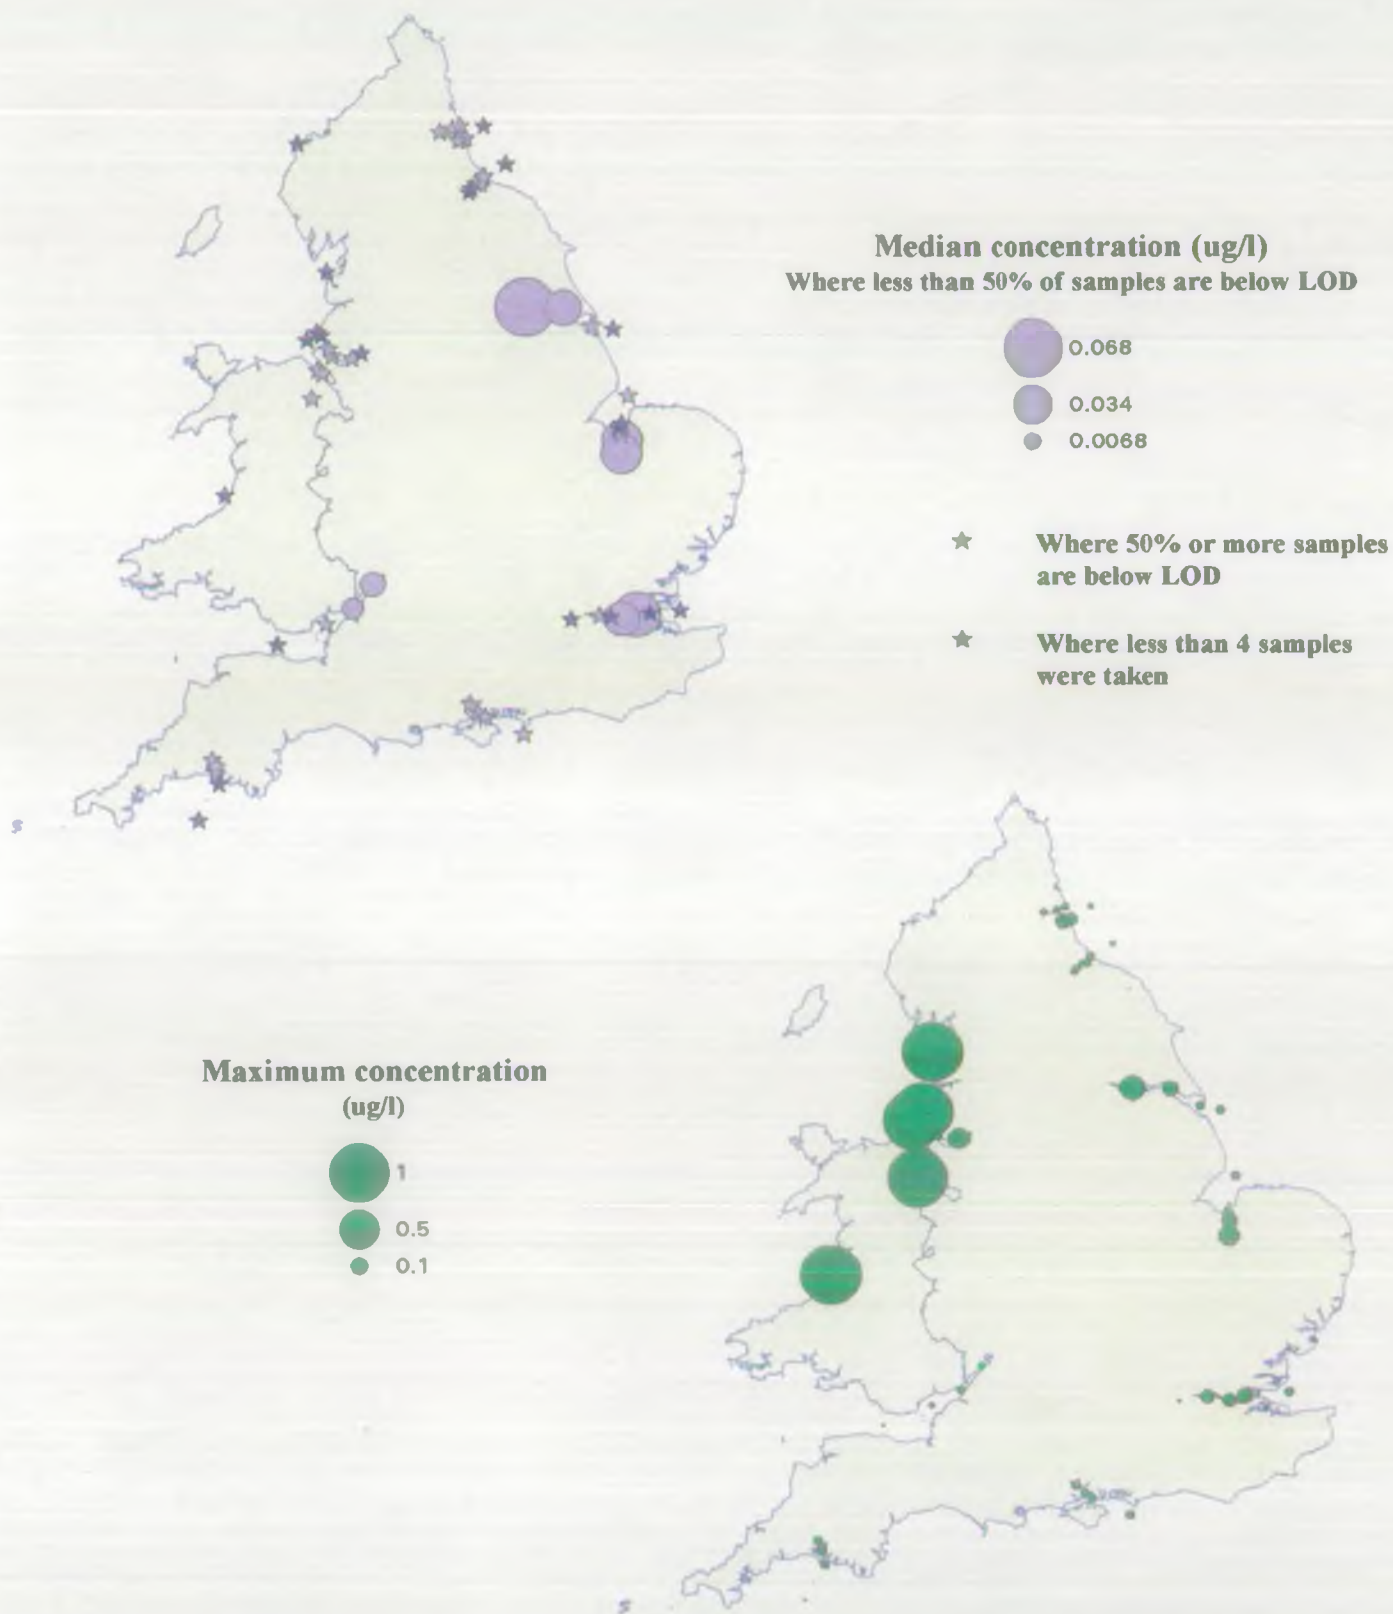 Median concentration (ug/l)
Where less than 50% of samples are below LOD
0.068
0.034
0.0068
Where 50% or more samples
are below LOD
Where less than 4 samples
were taken
Maximum concentration
(ug/l)
1
0.5
0.1